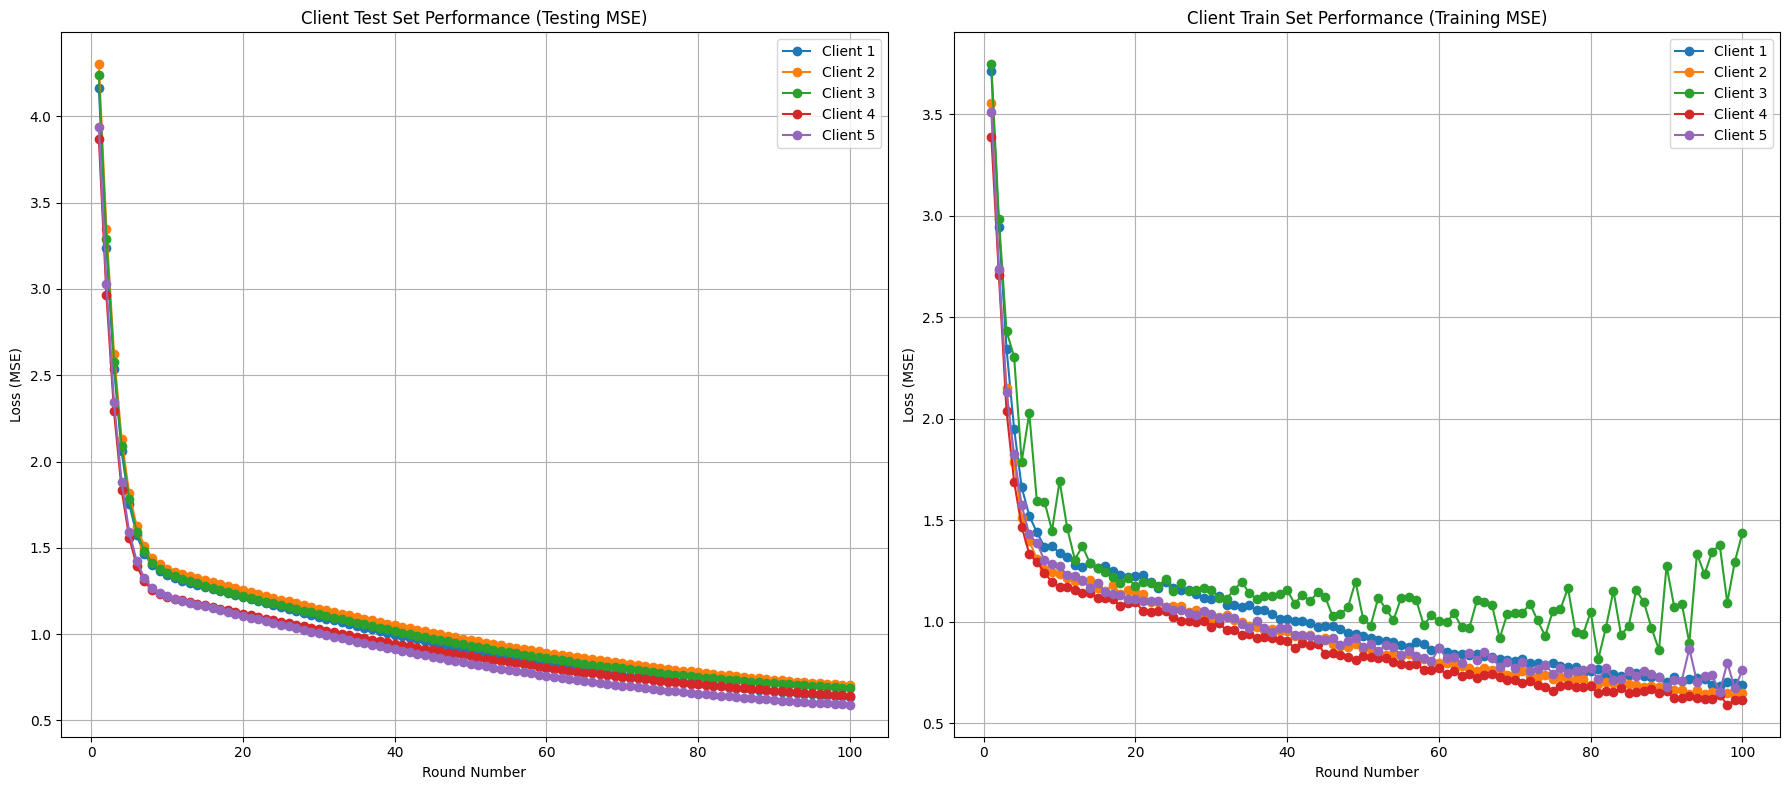 Client Test Set Performance (Testing MSE)
Client 1
Client 2
Client 3
Client 4
Client 5
4.0
3.5
3.0
2.5
2.0
1.5
1.0
0.5
Loss (MSE)
0 20 40 60 80 100
Round Number
Client Train Set Performance (Training MSE)
Client 1
Client 2
Client 3
Client 4
Client 5
3.5
3.0
2.5
2.0
1.5
1.0
0.5
Loss (MSE)
0 20 40 60 80 100
Round Number